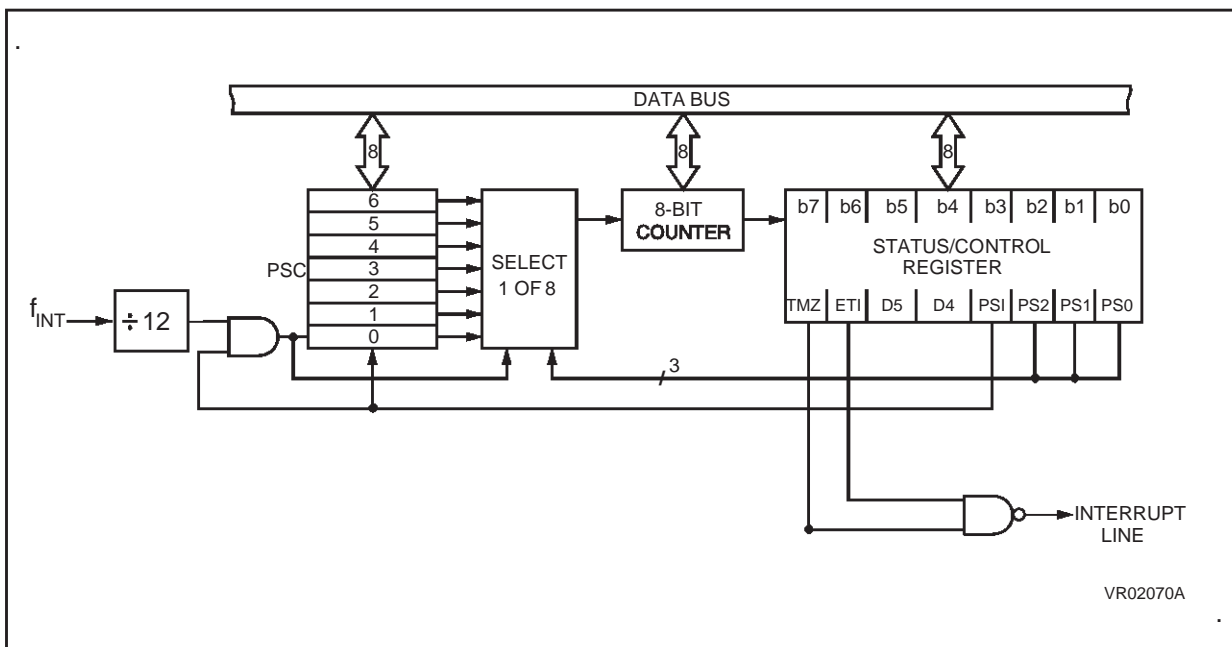 DATA BUS
8
8
8
6
5
4
3
2
1
0
PSC
SELECT
1 OF 8
8-BIT
COUNTER
b7 b6 b5 b4 b3 b2 b1 b0
STATUS/CONTROL
REGISTER
TMZ ETI D5 D4 PSI PS2 PS1 PS0
fINT
÷12
3
INTERRUPT
LINE
VR02070A